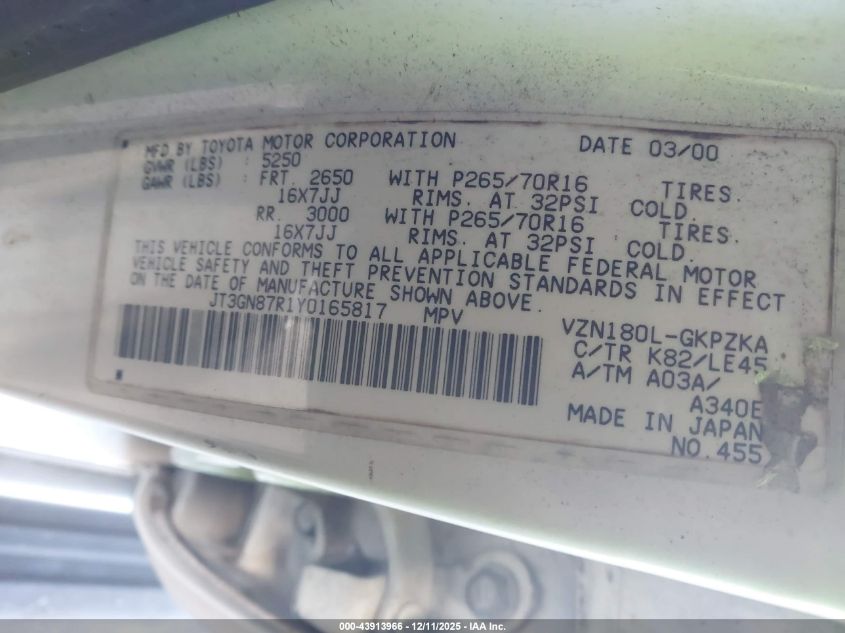 MFD BY TOYOTA MOTOR CORPORATION DATE 03/00
GVWR (LBS) : 5250
GAWR (LBS) : FRT. 2650 WITH P265/70R16 TIRES.
16X7JJ RIMS. AT 32PSI COLD.
RR. 3000 WITH P265/70R16 TIRES.
16X7JJ RIMS. AT 32PSI COLD.
THIS VEHICLE CONFORMS TO ALL APPLICABLE FEDERAL MOTOR
VEHICLE SAFETY AND THEFT PREVENTION STANDARDS IN EFFECT
ON THE DATE OF MANUFACTURE SHOWN ABOVE.
JT3GN87R1Y0165817 MPV
VZN180L-GKPZKA
C/TR K82/LE45
A/TM A03A/
A340E
MADE IN JAPAN
NO.455
000-43913966 - 12/11/2025 - IAA Inc.